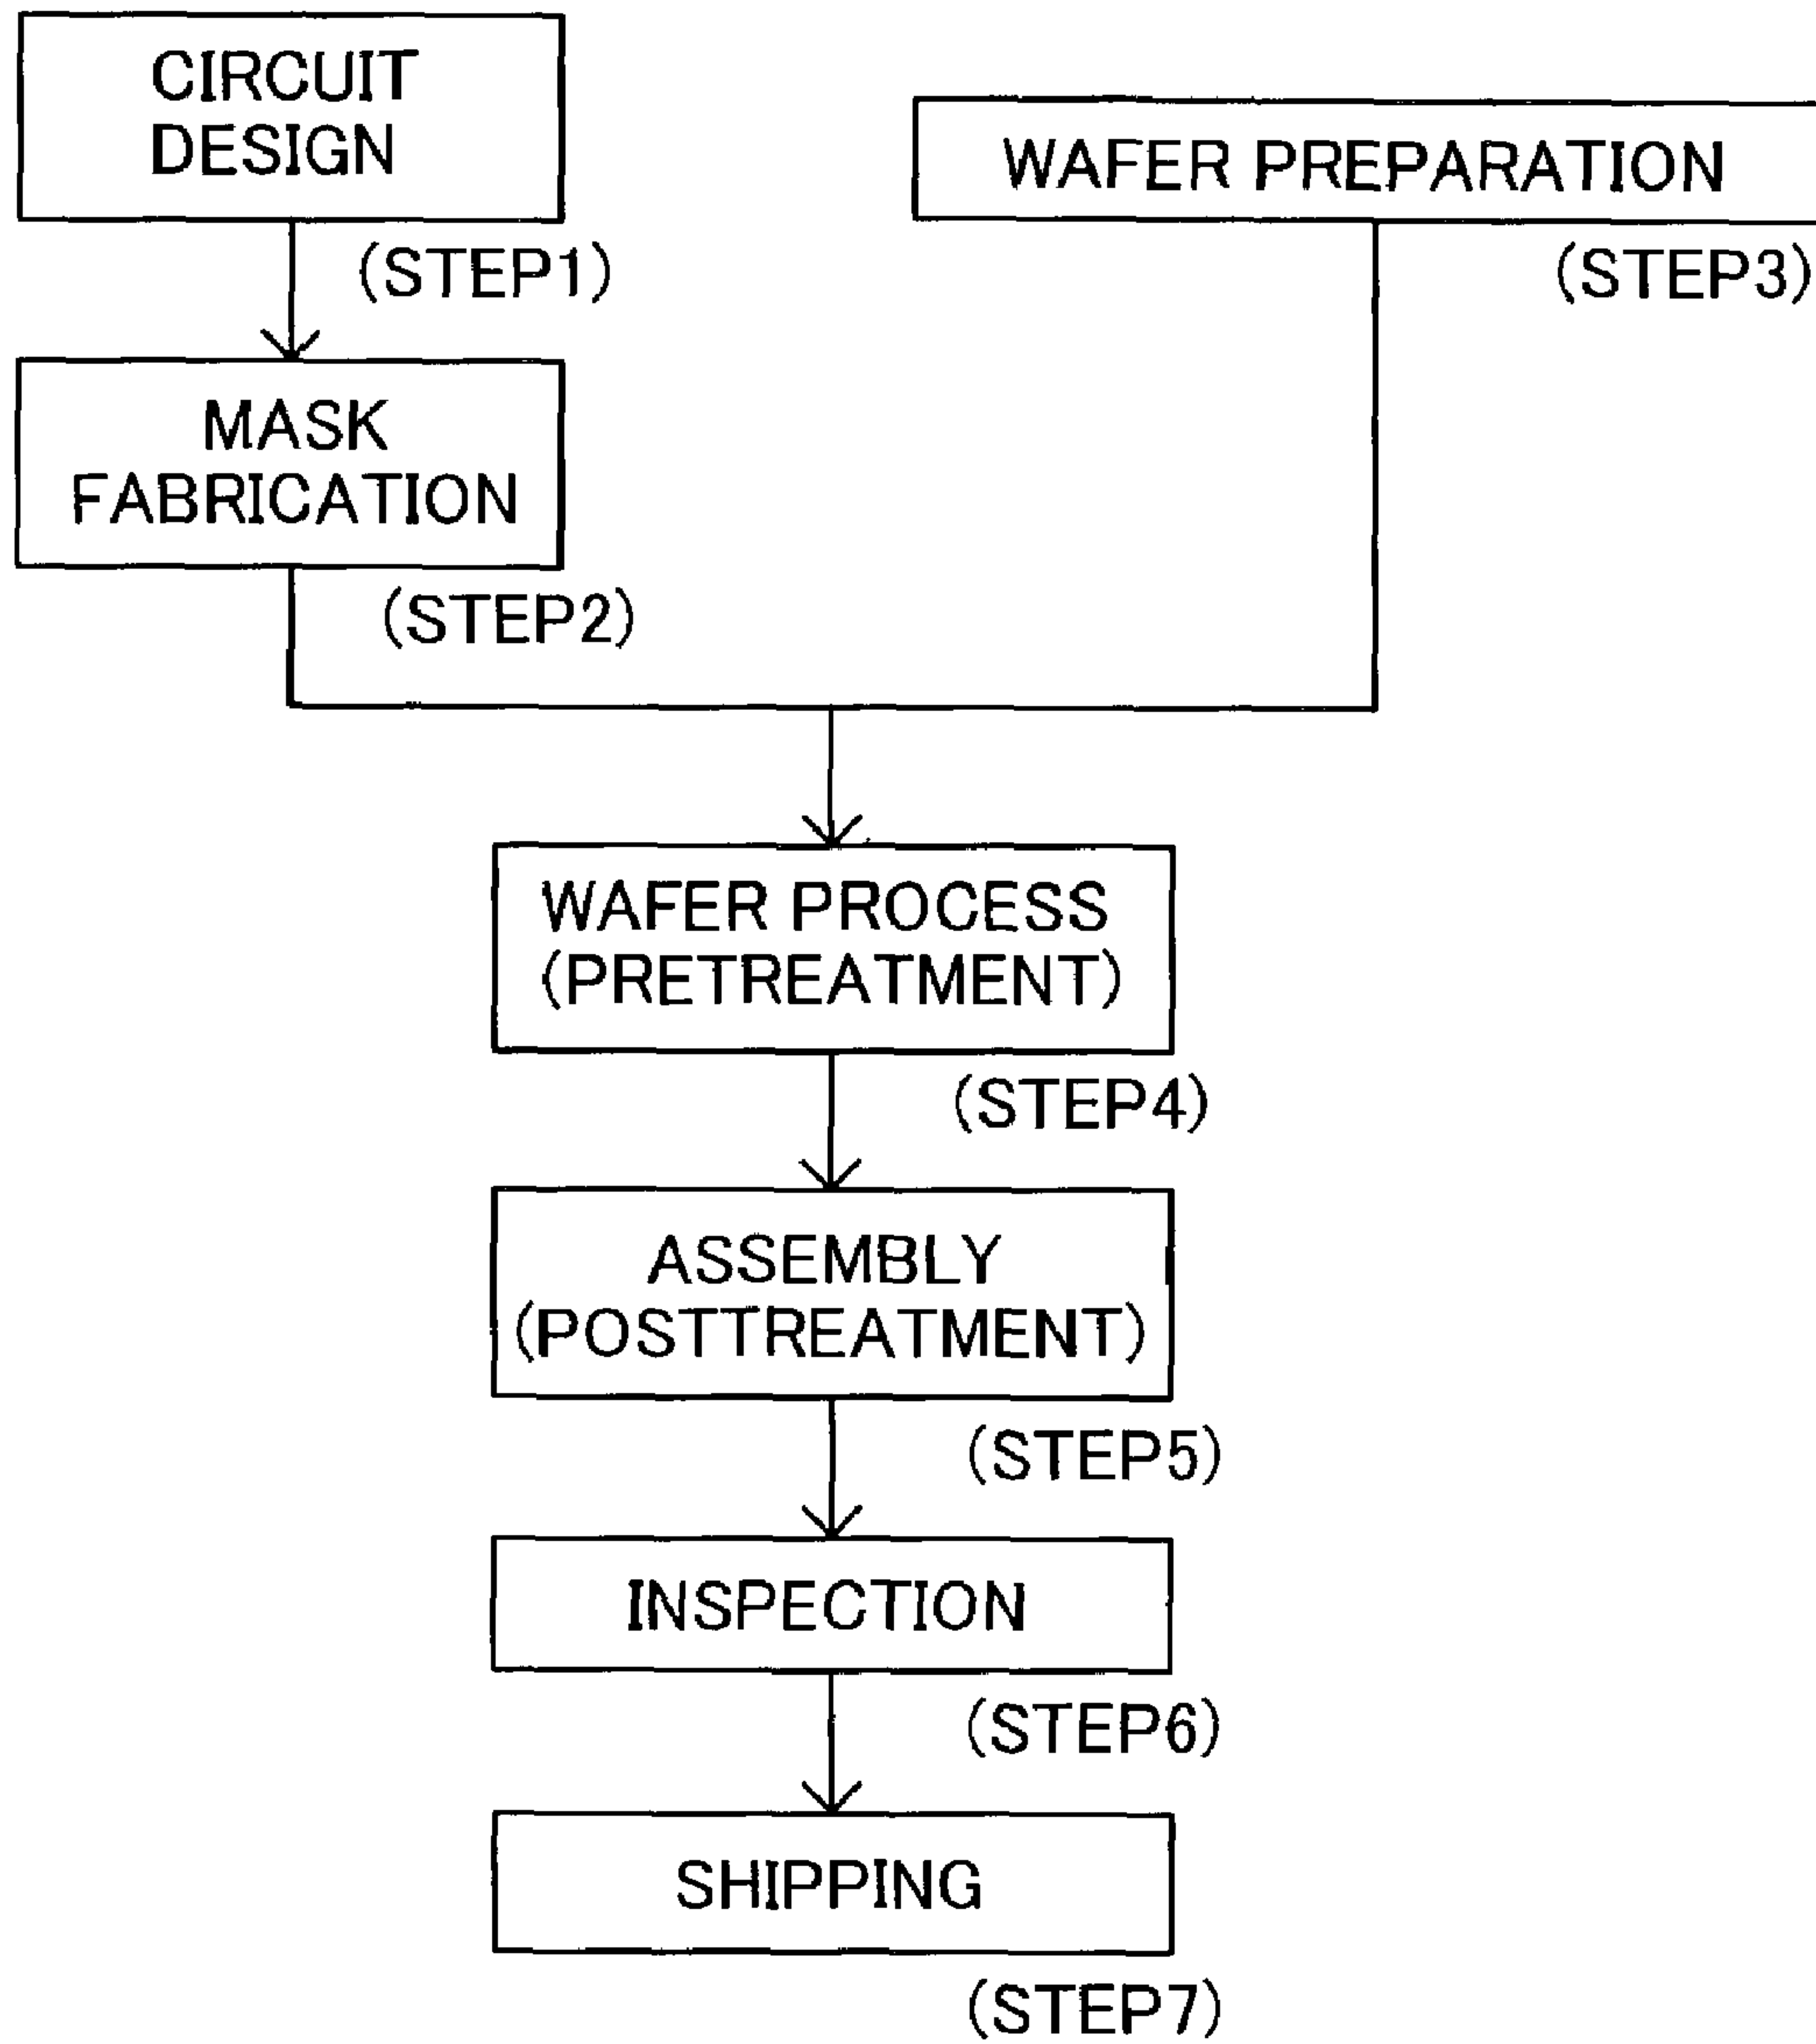 CIRCUIT
DESIGN
(STEP1)
WAFER PREPARATION
(STEP3)
MASK
FABRICATION
(STEP2)
WAFER PROCESS
(PRETREATMENT)
(STEP4)
ASSEMBLY
(POSTTREATMENT)
(STEP5)
INSPECTION
(STEP6)
SHIPPING
(STEP7)